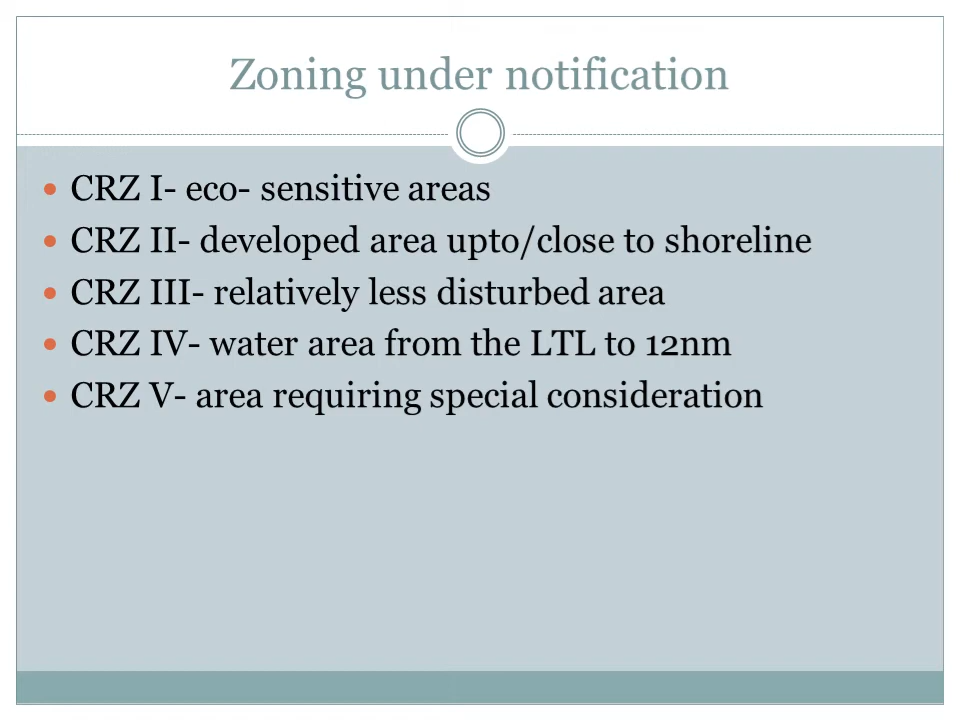 Zoning under notification
• CRZ I- eco- sensitive areas
• CRZ II- developed area upto/close to shoreline
• CRZ III- relatively less disturbed area
• CRZ IV- water area from the LTL to 12nm
• CRZ V- area requiring special consideration